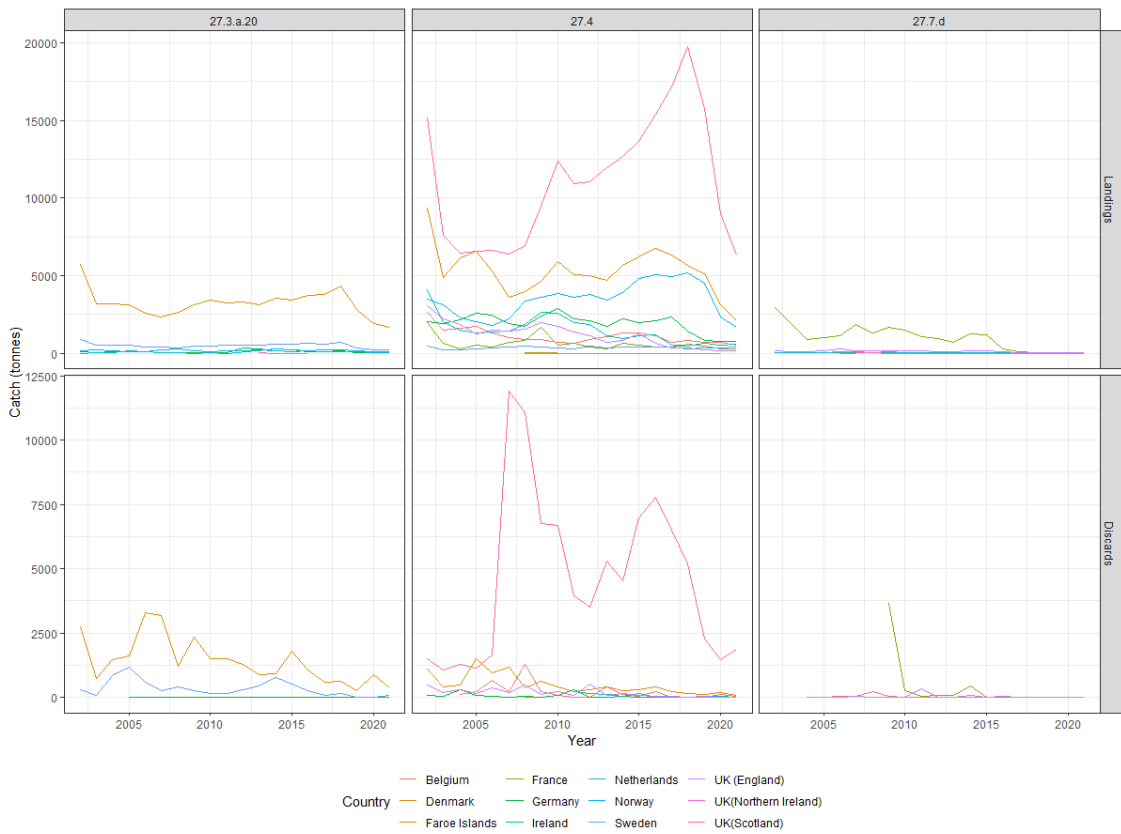 27.3.a.20 27.4 27.7.d
20000
15000
10000
5000
0
Landings
Catch (tonnes)
12500
10000
7500
5000
2500
0
Discards
2005 2010 2015 2020 2005 2010 2015 2020 2005 2010 2015 2020
Year
Country
Belgium France Netherlands UK (England)
Denmark Germany Norway UK(Northern Ireland)
Faroe Islands Ireland Sweden UK(Scotland)